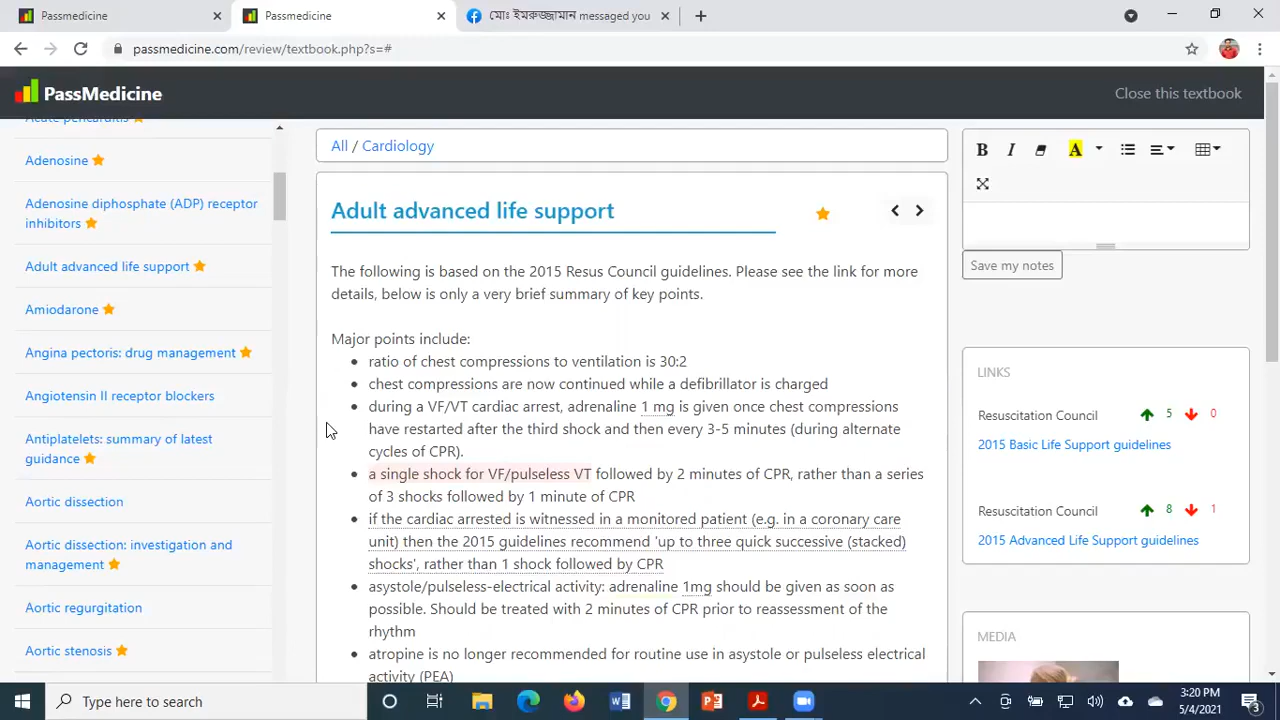 Passmedicine
Passmedicine
মোঃ ইমরুজ্জামান messaged you
passmedicine.com/review/textbook.php?s=#
PassMedicine
Close this textbook
Acute pericarditis
Adenosine
Adenosine diphosphate (ADP) receptor
inhibitors
Adult advanced life support
Amiodarone
Angina pectoris: drug management
Angiotensin II receptor blockers
Antiplatelets: summary of latest
guidance
Aortic dissection
Aortic dissection: investigation and
management
Aortic regurgitation
Aortic stenosis
All / Cardiology
Adult advanced life support
The following is based on the 2015 Resus Council guidelines. Please see the link for more
details, below is only a very brief summary of key points.
Major points include:
ratio of chest compressions to ventilation is 30:2
chest compressions are now continued while a defibrillator is charged
during a VF/VT cardiac arrest, adrenaline 1 mg is given once chest compressions
have restarted after the third shock and then every 3-5 minutes (during alternate
cycles of CPR).
a single shock for VF/pulseless VT followed by 2 minutes of CPR, rather than a series
of 3 shocks followed by 1 minute of CPR
if the cardiac arrested is witnessed in a monitored patient (e.g. in a coronary care
unit) then the 2015 guidelines recommend 'up to three quick successive (stacked)
shocks', rather than 1 shock followed by CPR
asystole/pulseless-electrical activity: adrenaline 1mg should be given as soon as
possible. Should be treated with 2 minutes of CPR prior to reassessment of the
rhythm
atropine is no longer recommended for routine use in asystole or pulseless electrical
activity (PEA)
B I A
Save my notes
LINKS
Resuscitation Council 5 0
2015 Basic Life Support guidelines
Resuscitation Council 8 1
2015 Advanced Life Support guidelines
MEDIA
Type here to search
3:20 PM
5/4/2021
3